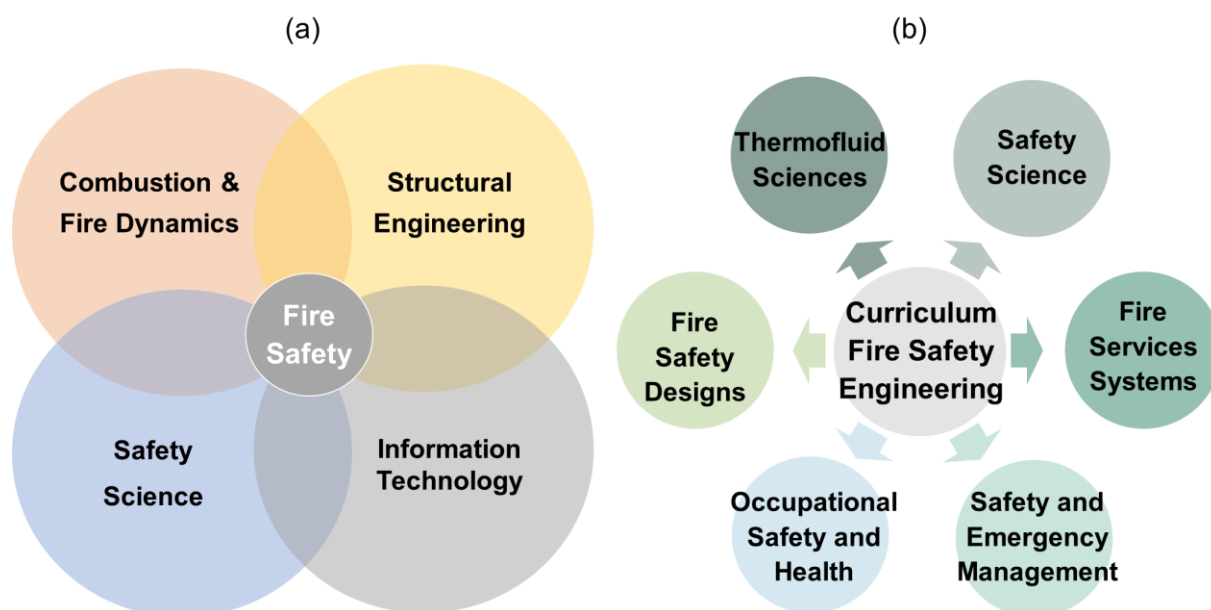 (a)
Combustion &
Fire Dynamics
Structural
Engineering
Fire
Safety
Safety
Science
Information
Technology
(b)
Thermofluid
Sciences
Safety
Science
Fire
Safety
Designs
Curriculum
Fire Safety
Engineering
Fire
Services
Systems
Occupational
Safety and
Health
Safety and
Emergency
Management